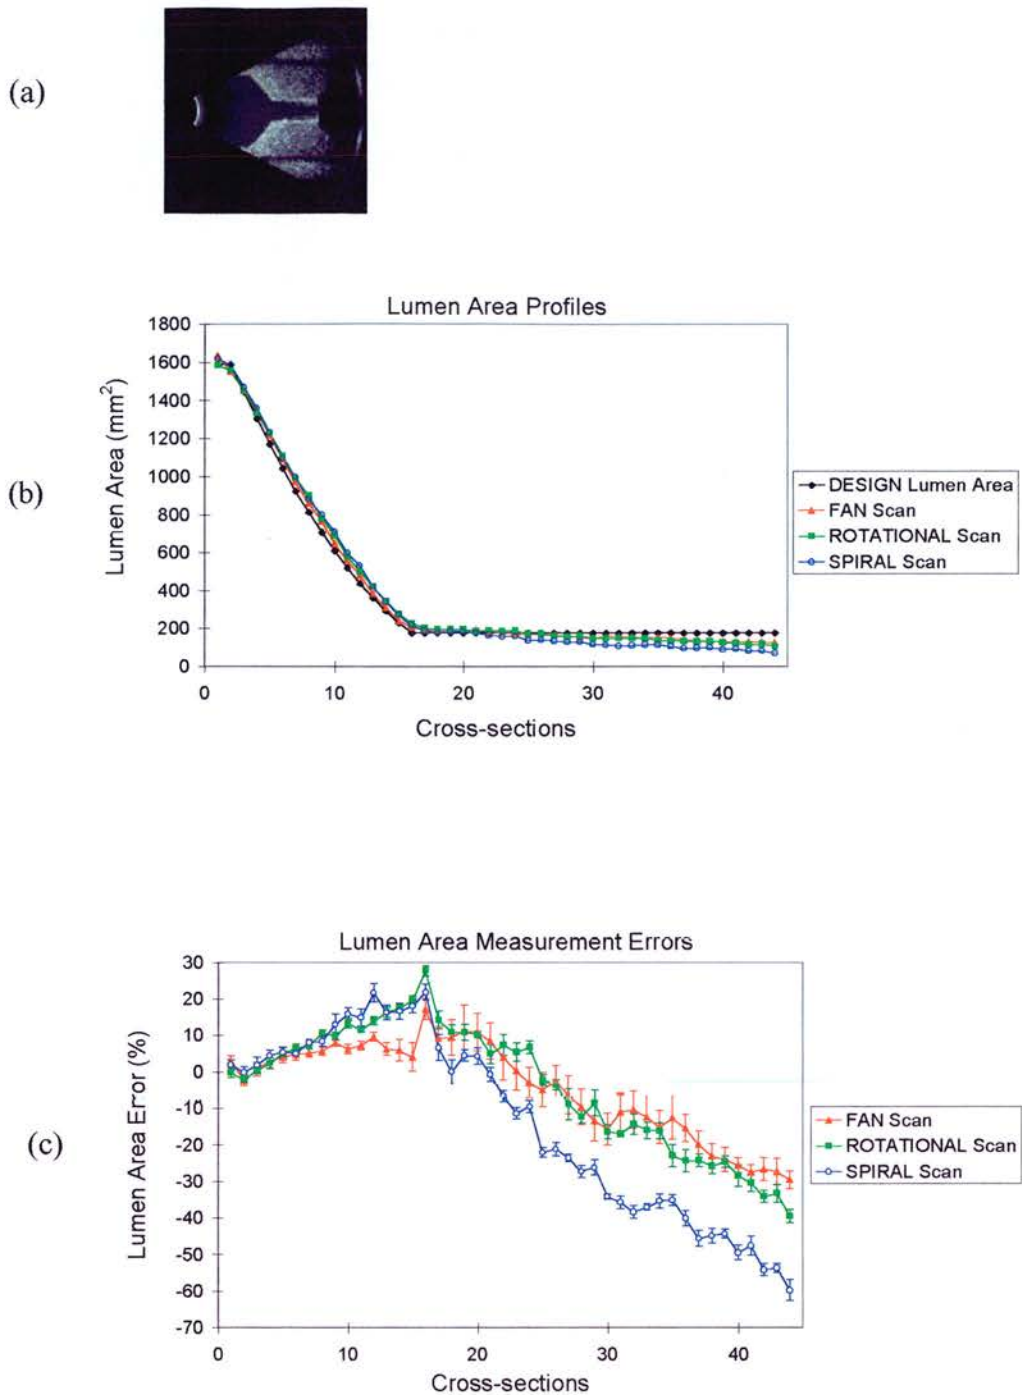 (a)
Lumen Area Profiles
1800
1600
1400
1200
1000
800
600
400
200
0
Lumen Area (mm²)
0 10 20 30 40
Cross-sections
(b)
DESIGN Lumen Area
FAN Scan
ROTATIONAL Scan
SPIRAL Scan
Lumen Area Measurement Errors
30
20
10
0
-10
-20
-30
-40
-50
-60
-70
Lumen Area Error (%)
0 10 20 30 40
Cross-sections
(c)
FAN Scan
ROTATIONAL Scan
SPIRAL Scan